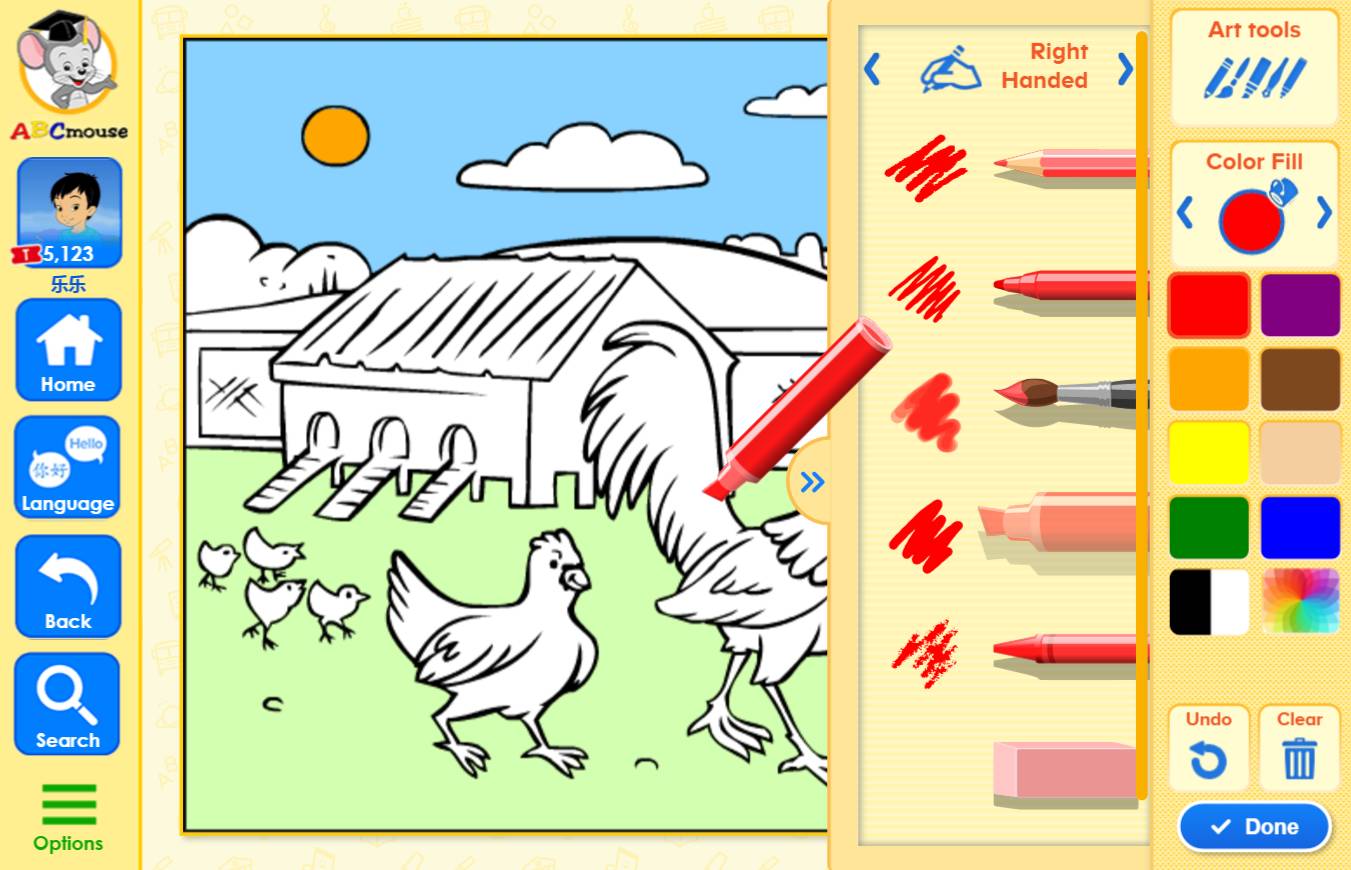 ABCmouse
T 5,123
乐乐
Home
Hello
你好
Language
Back
Search
Options
Right
Handed
Art tools
Color Fill
Undo
Clear
Done